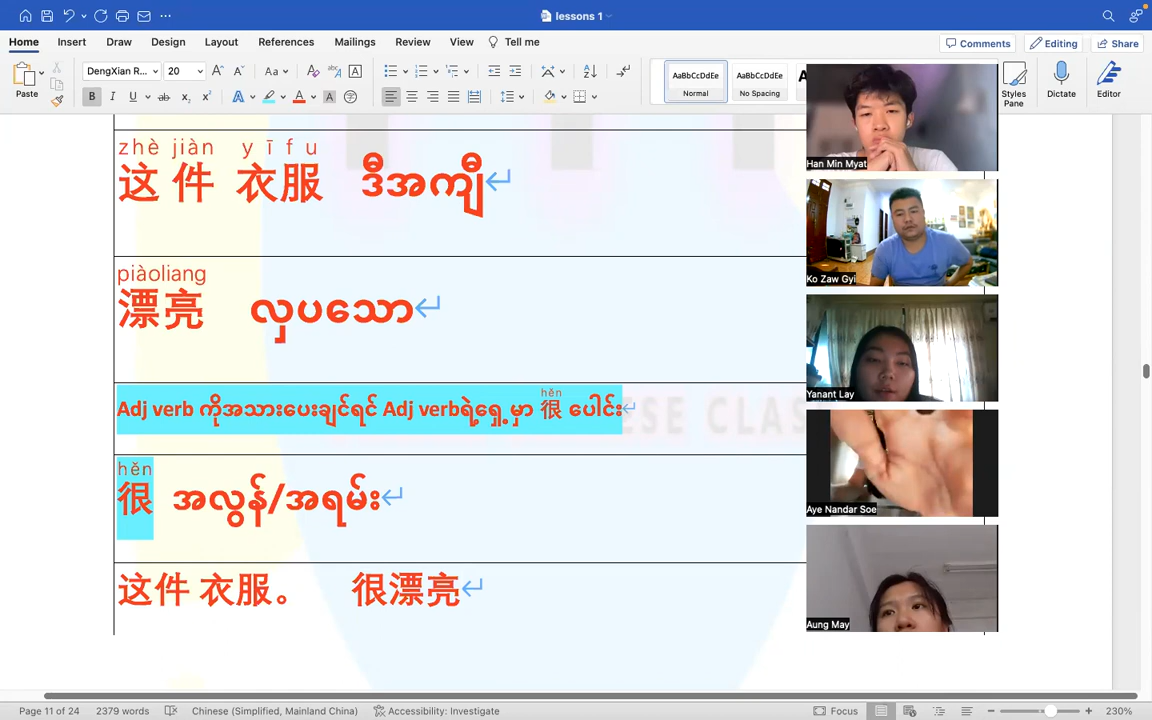 lessons 1
Home Insert Draw Design Layout References Mailings Review View Tell me
Comments Editing Share
Paste
DengXian R... 20
AaBbCcDdEe
Normal
AaBbCcDdEe
No Spacing
Styles Pane
Dictate
Editor
zhè jiàn yīfu
这 件 衣服 ဒီအကျီ
piàoliang
漂亮 လှပသော
hěn
Adj verb ကိုအသားပေးချင်ရင် Adj verbရဲ့ရှေ့မှာ 很 ပေါင်း
ESE CLAS
hěn
很 အလွန်/အရမ်း
这件 衣服。 很漂亮
Han Min Myat
Ko Zaw Gyi
Yanant Lay
Aye Nandar Soe
Aung May
Page 11 of 24 2379 words Chinese (Simplified, Mainland China) Accessibility: Investigate Focus 230%